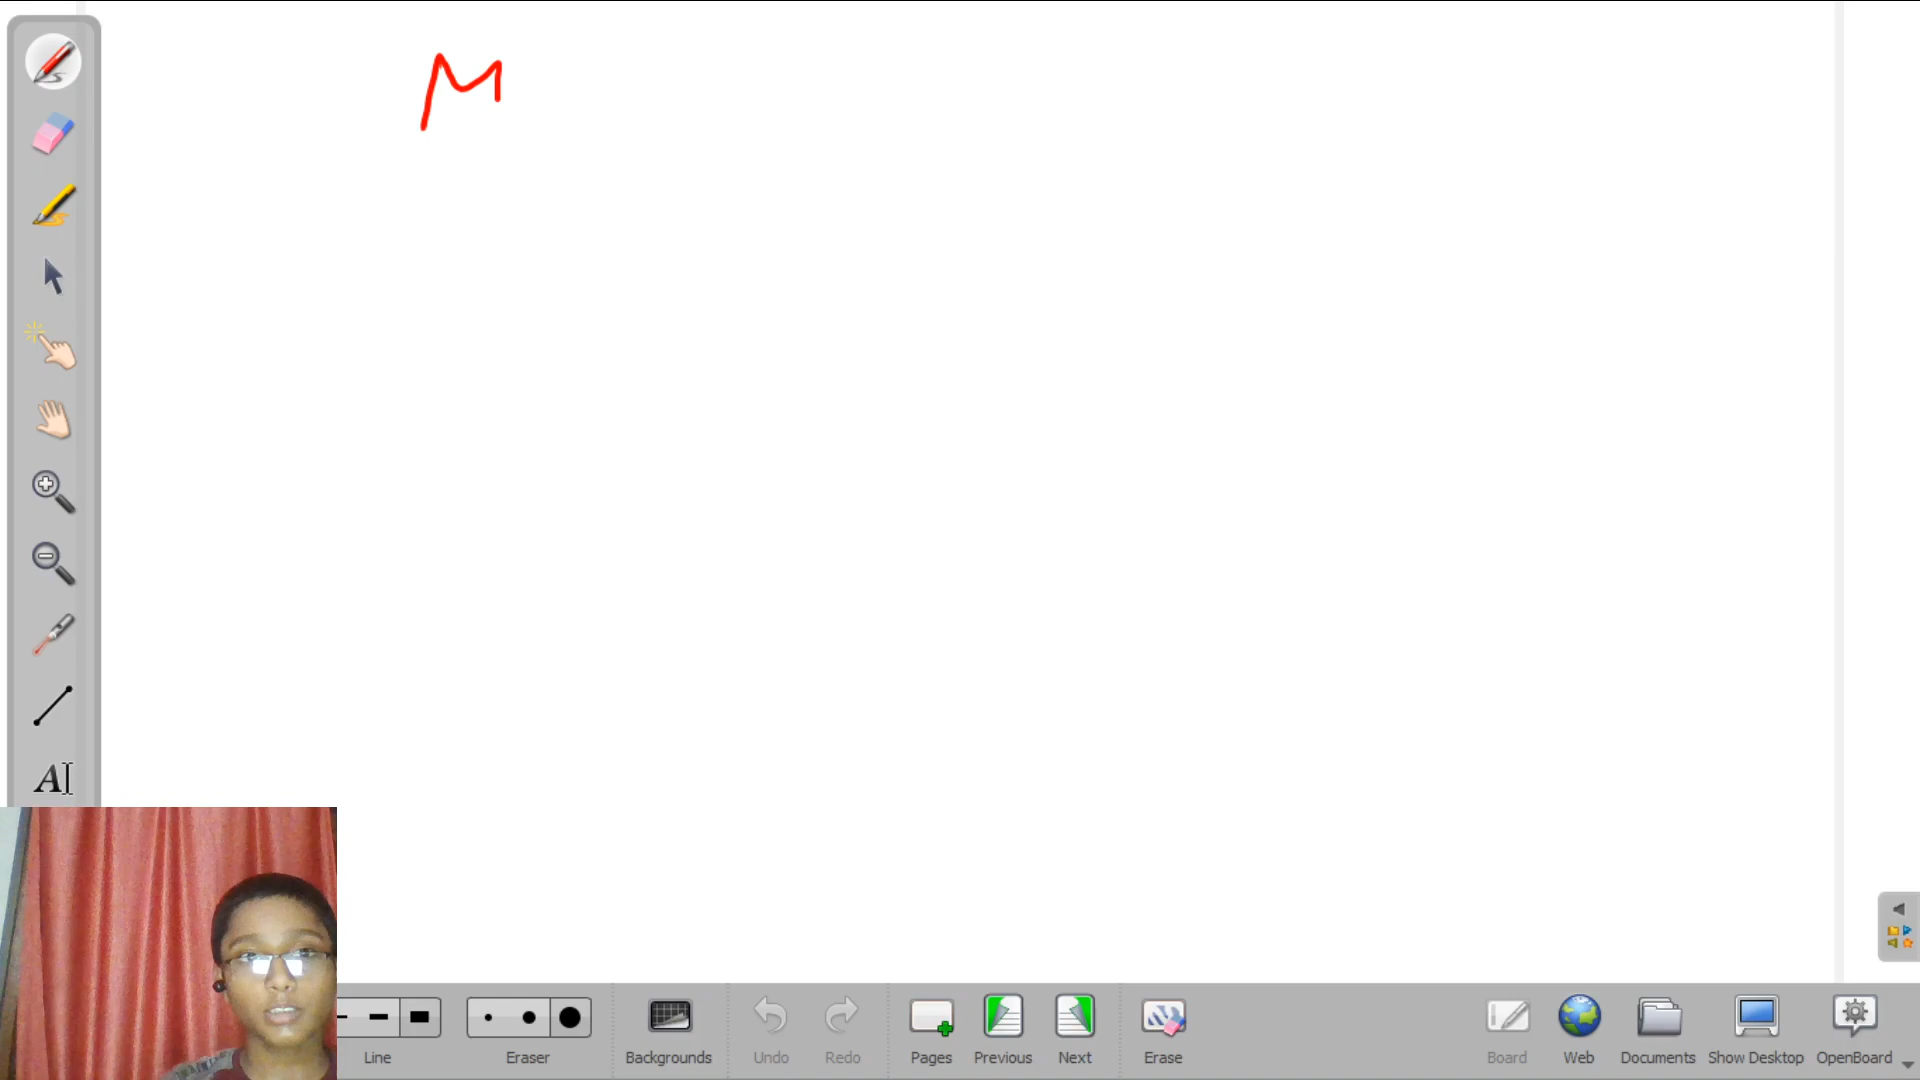 M
A
Line
Eraser
Backgrounds
Undo
Redo
Pages
Previous
Next
Erase
Board
Web
Documents
Show Desktop
OpenBoard